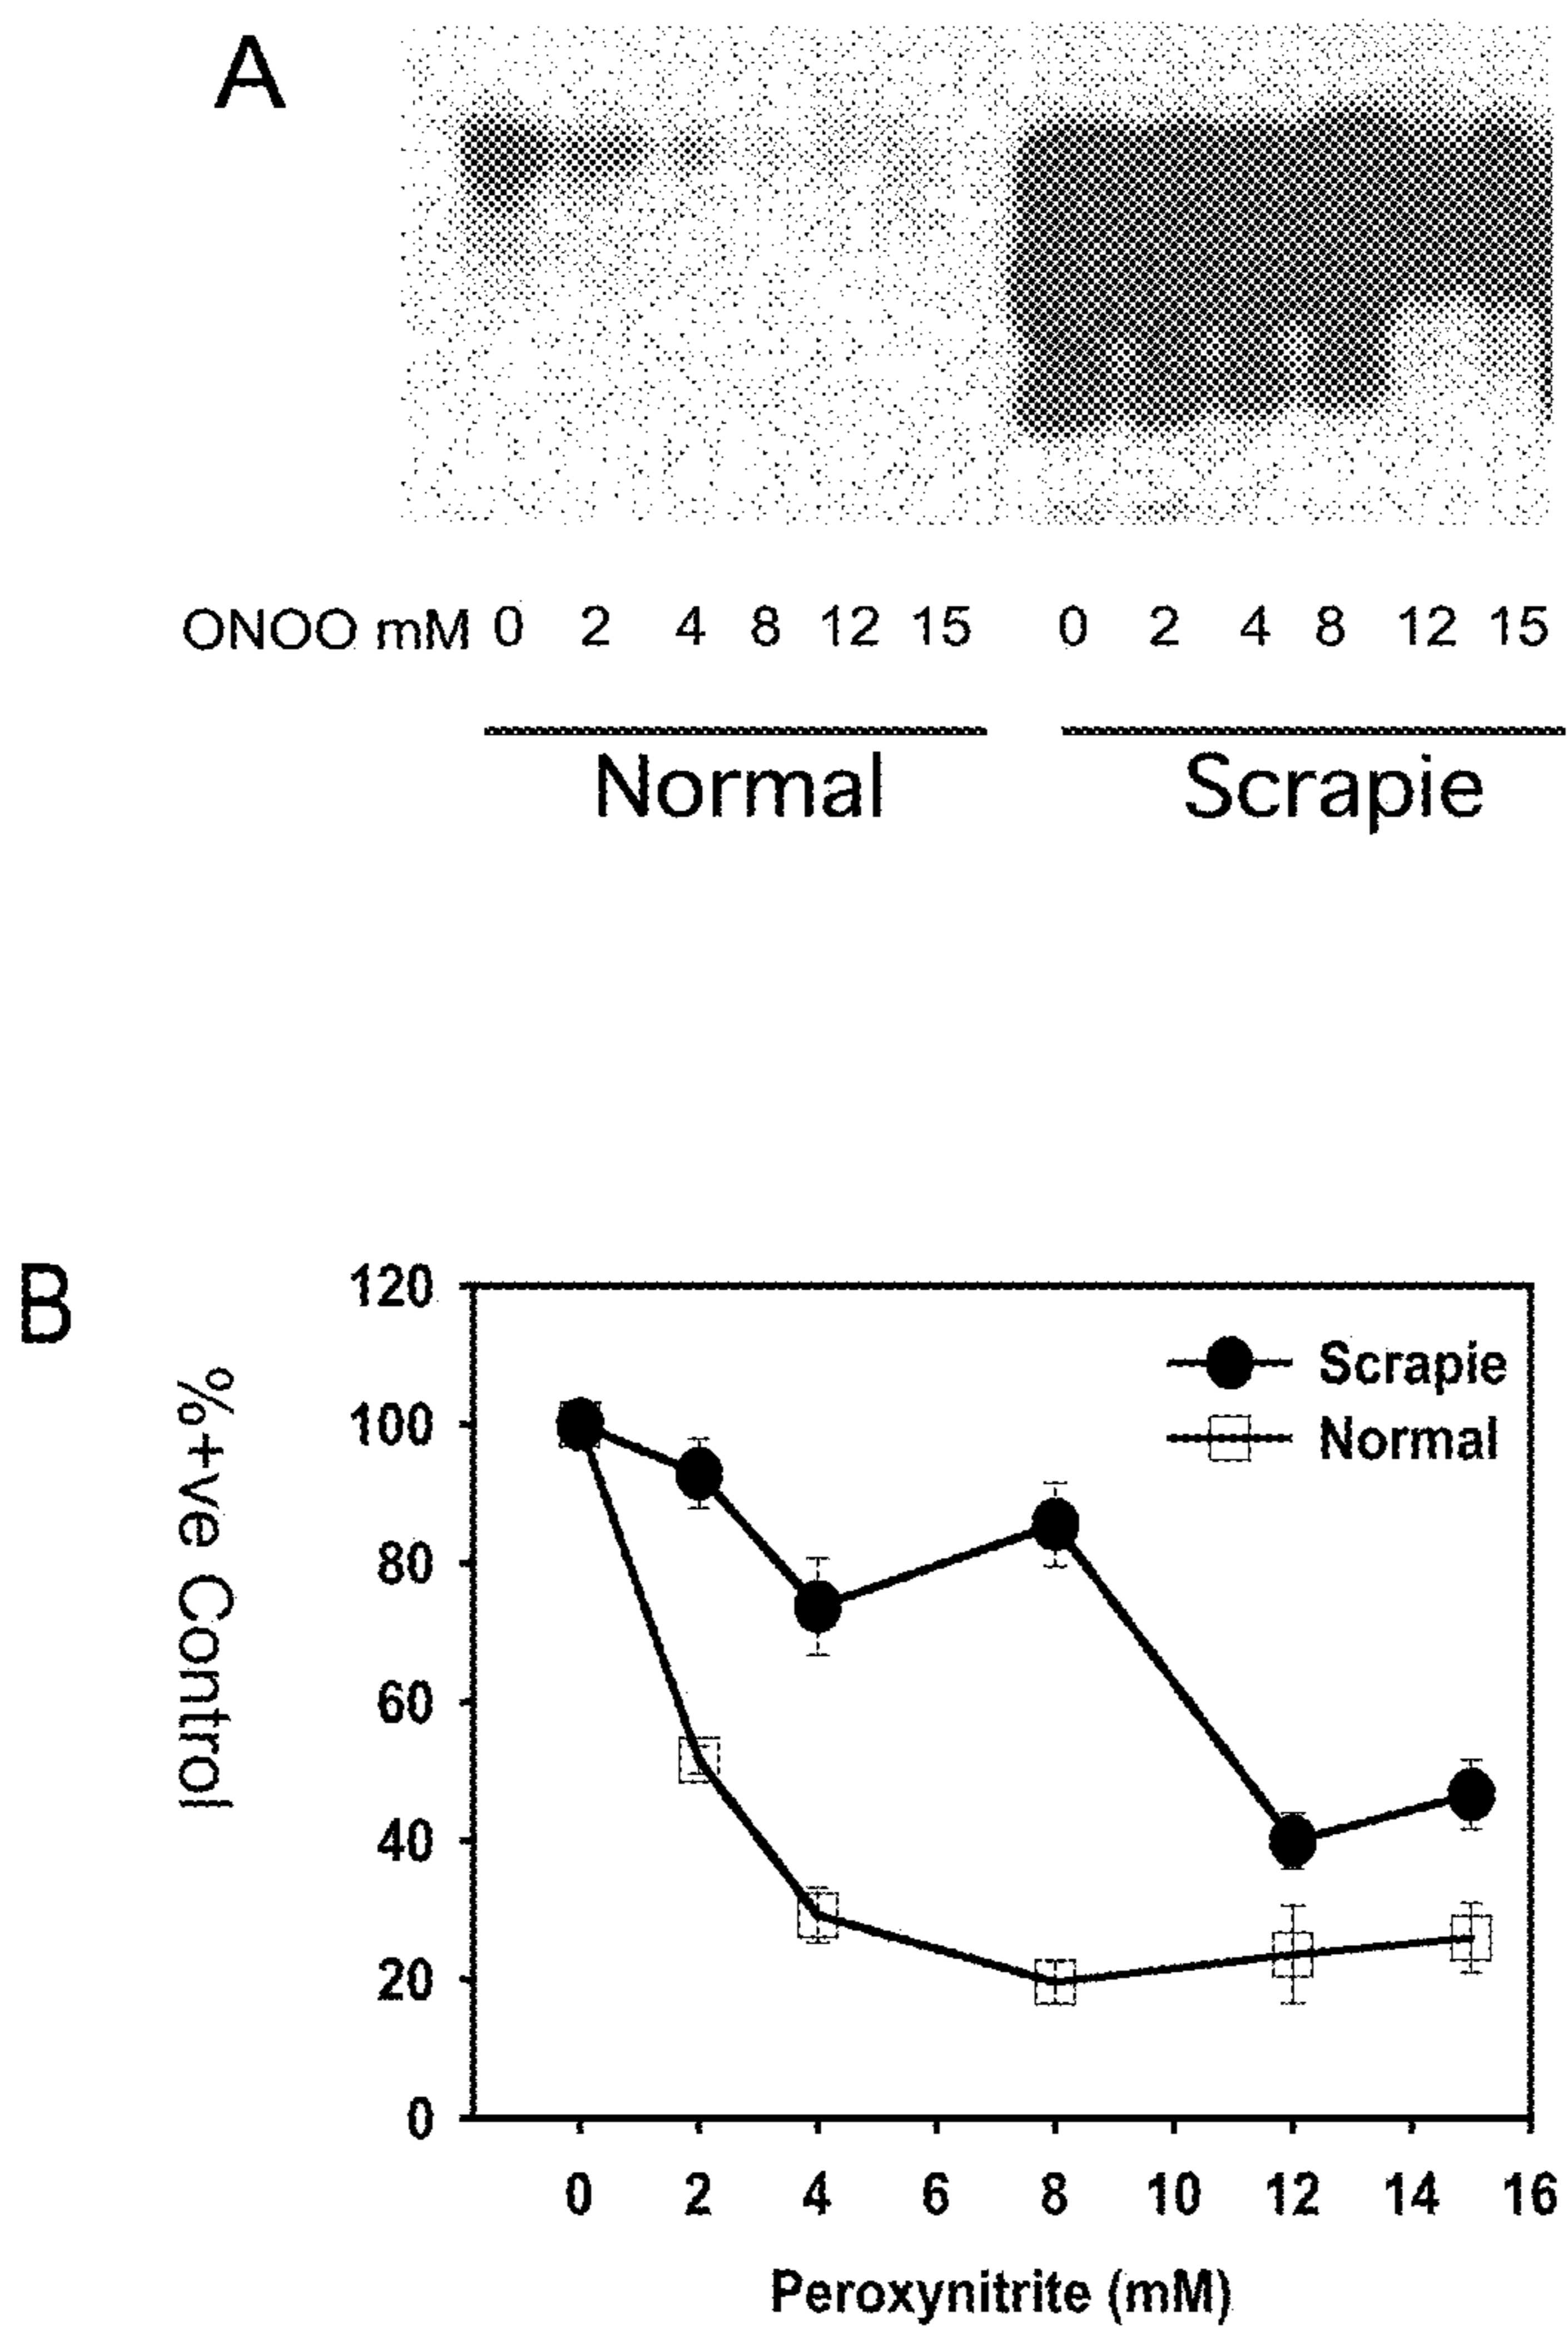 A
ONOO mM 0 2 4 8 12 15 0 2 4 8 12 15
Normal Scrapie
B
%+ve Control
120
100
80
60
40
20
0
Scrapie
Normal
0 2 4 6 8 10 12 14 16
Peroxynitrite (mM)